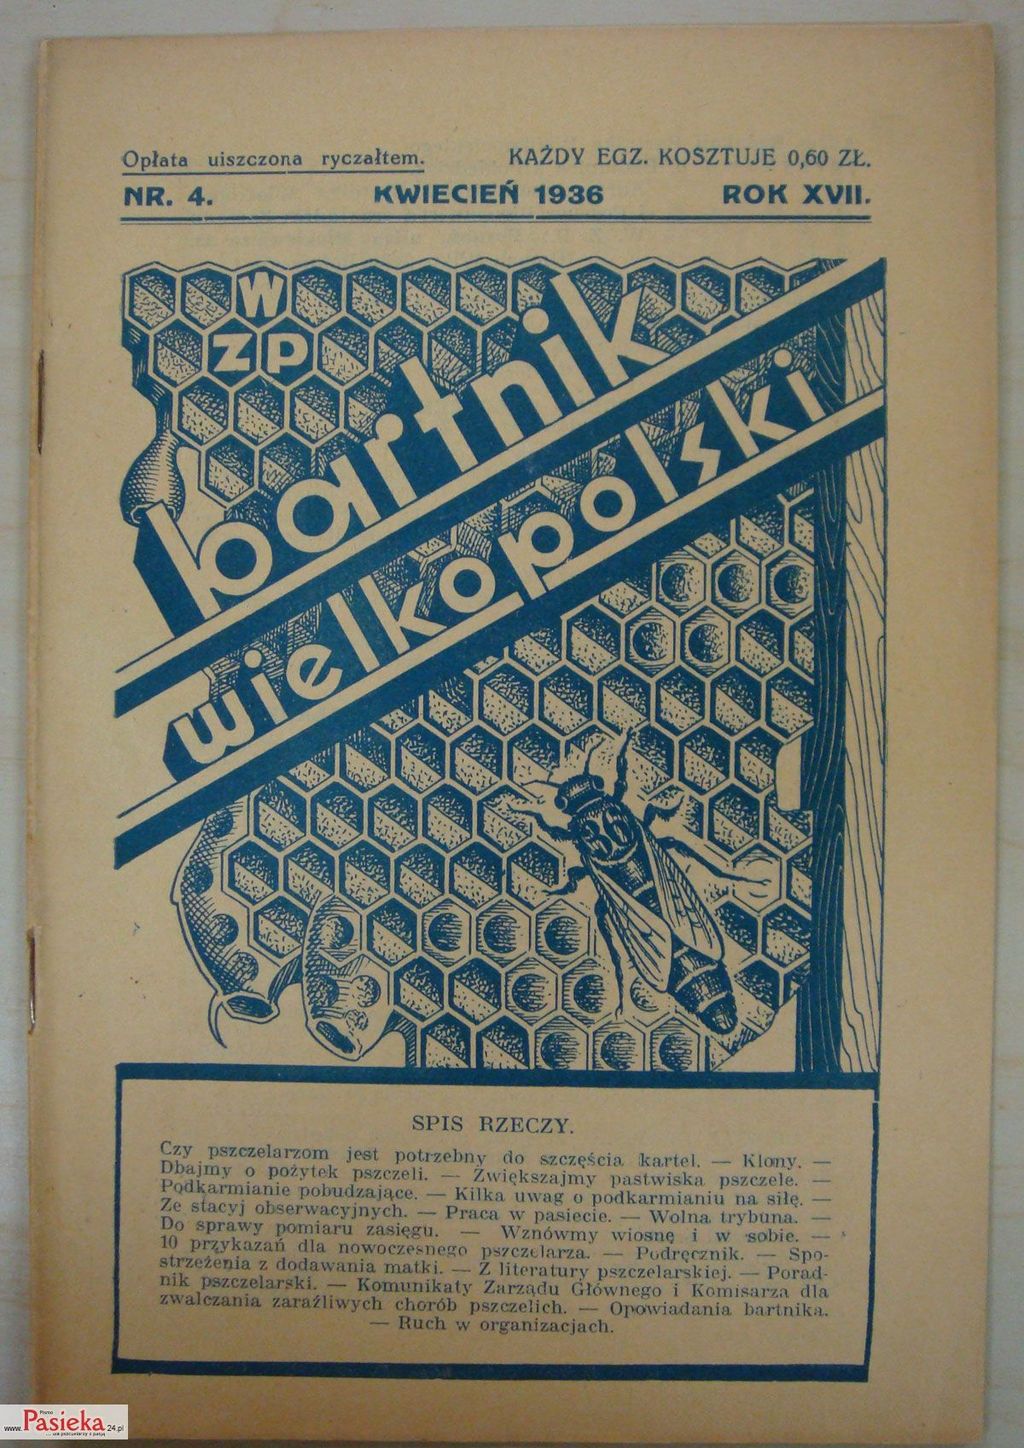 Opłata uiszczona ryczałtem. KAŻDY EGZ. KOSZTUJE 0,60 ZŁ.
NR. 4. KWIECIEŃ 1936 ROK XVII.
W
ZP
bartnik
wielkopolski
30
SPIS RZECZY.
Czy pszczelarzom jest potrzebny do szczęścia kartel. — Klony. —
Dbajmy o pożytek pszczeli. — Zwiększajmy pastwiska pszczele. —
Podkarmianie pobudzające. — Kilka uwag o podkarmianiu na siłę. —
Ze stacyj obserwacyjnych. — Praca w pasiecie. — Wolna trybuna. —
Do sprawy pomiaru zasięgu. — Wznówmy wiosnę i w sobie. —
10 przykazań dla nowoczesnego pszczelarza. — Podręcznik. — Spo-
strzeżenia z dodawania matki. — Z literatury pszczelarskiej. — Porad-
nik pszczelarski. — Komunikaty Zarządu Głównego i Komisarza dla
zwalczania zaraźliwych chorób pszczelich. — Opowiadania bartnika.
— Ruch w organizacjach.
www.Pasieka24.pl